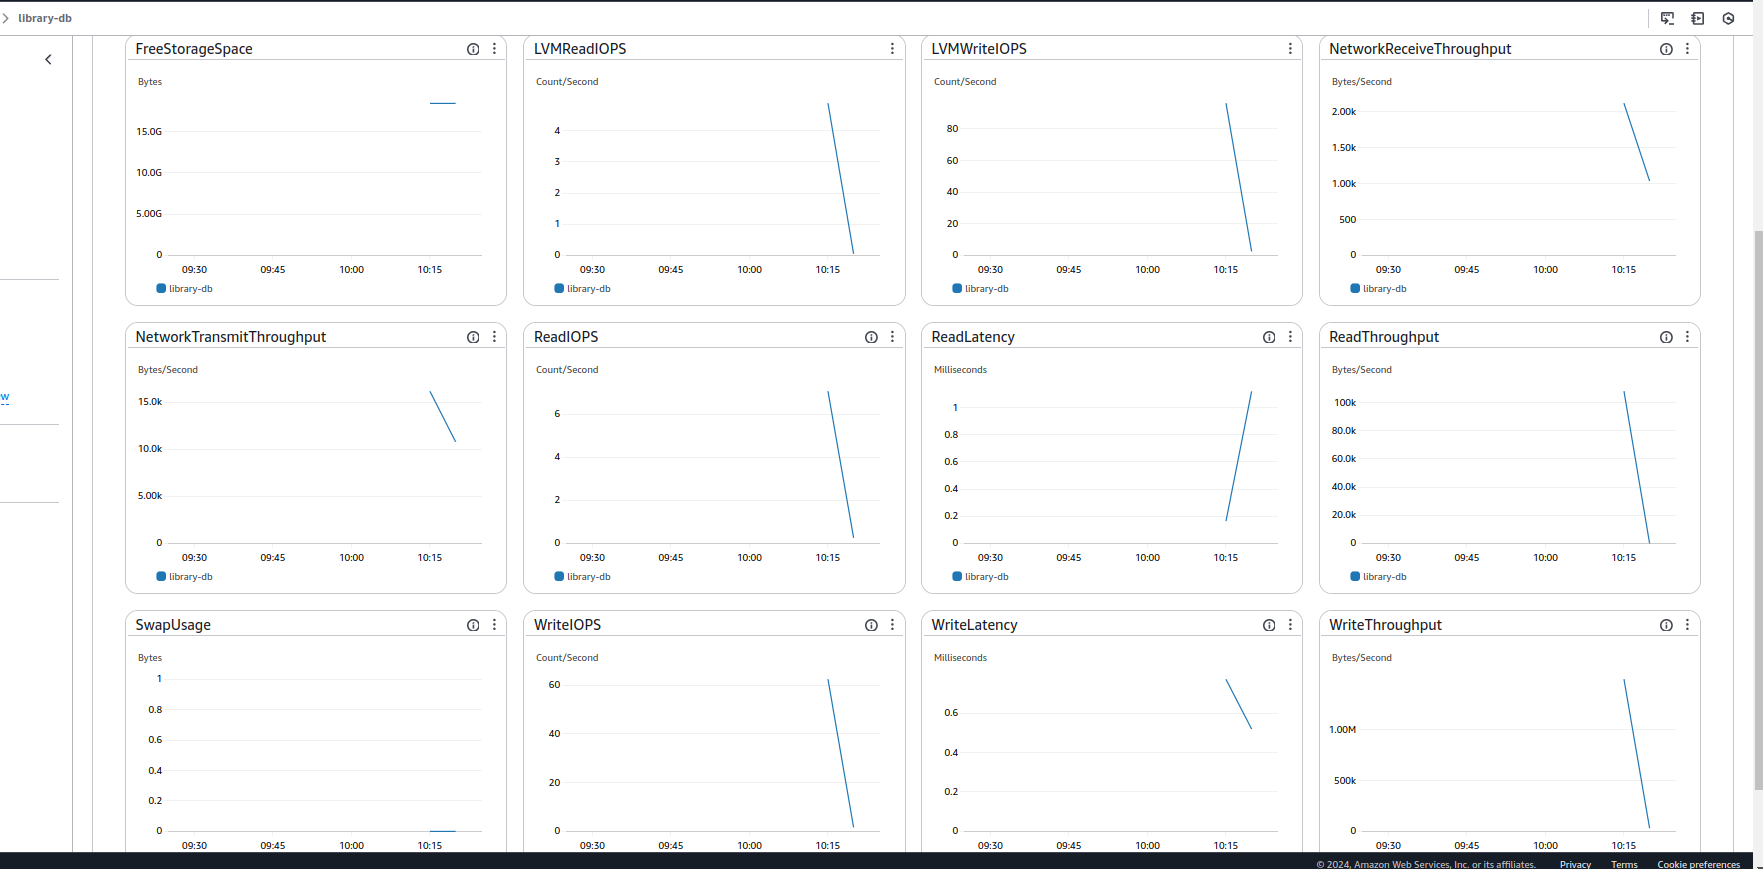 library-db
FreeStorageSpace
Bytes
15.0G
10.0G
5.00G
0
09:30 09:45 10:00 10:15
library-db
LVMReadIOPS
Count/Second
4
3
2
1
0
09:30 09:45 10:00 10:15
library-db
LVMWriteIOPS
Count/Second
80
60
40
20
0
09:30 09:45 10:00 10:15
library-db
NetworkReceiveThroughput
Bytes/Second
2.00k
1.50k
1.00k
500
0
09:30 09:45 10:00 10:15
library-db
w
NetworkTransmitThroughput
Bytes/Second
15.0k
10.0k
5.00k
0
09:30 09:45 10:00 10:15
library-db
ReadIOPS
Count/Second
6
4
2
0
09:30 09:45 10:00 10:15
library-db
ReadLatency
Milliseconds
1
0.8
0.6
0.4
0.2
0
09:30 09:45 10:00 10:15
library-db
ReadThroughput
Bytes/Second
100k
80.0k
60.0k
40.0k
20.0k
0
09:30 09:45 10:00 10:15
library-db
SwapUsage
Bytes
1
0.8
0.6
0.4
0.2
0
09:30 09:45 10:00 10:15
WriteIOPS
Count/Second
60
40
20
0
09:30 09:45 10:00 10:15
WriteLatency
Milliseconds
0.6
0.4
0.2
0
09:30 09:45 10:00 10:15
WriteThroughput
Bytes/Second
1.00M
500k
0
09:30 09:45 10:00 10:15
© 2024, Amazon Web Services, Inc. or its affiliates. Privacy Terms Cookie preferences